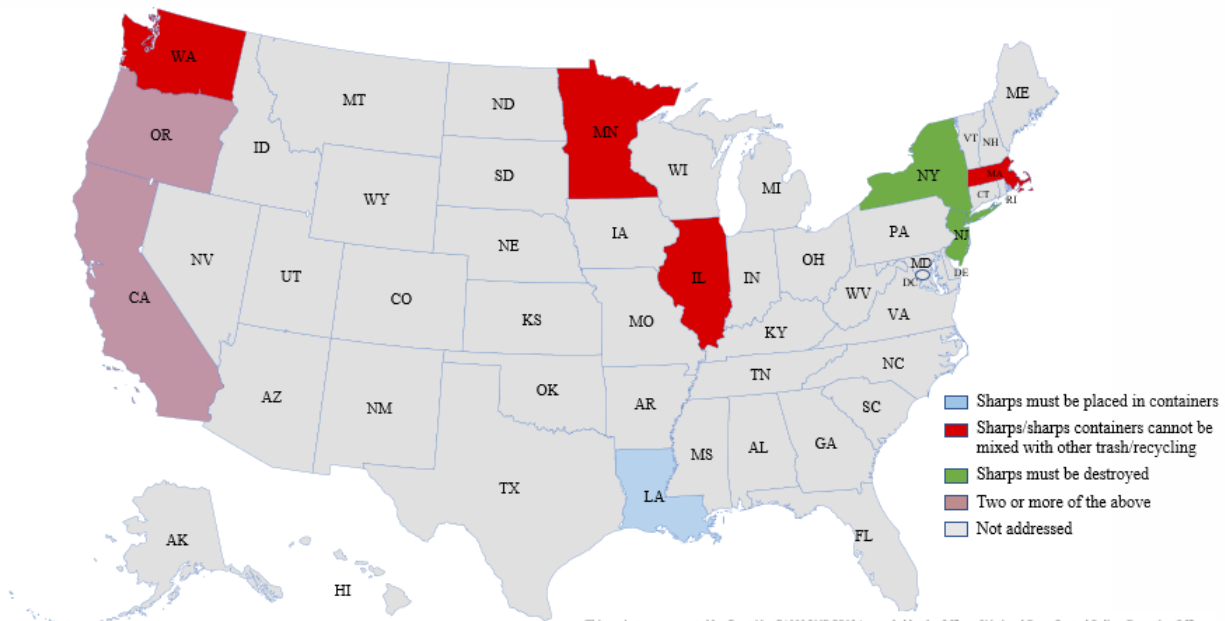 WA
MT
ND
MN
ME
OR
ID
SD
WI
MI
VT
NH
NY
MA
CT
RI
WY
NE
IA
PA
NJ
NV
UT
CO
IL
IN
OH
MD
DE
DC
CA
KS
MO
WV
VA
KY
AZ
NM
OK
AR
TN
NC
SC
MS
AL
GA
TX
LA
FL
AK
HI
Sharps must be placed in containers
Sharps/sharps containers cannot be
mixed with other trash/recycling
Sharps must be destroyed
Two or more of the above
Not addressed